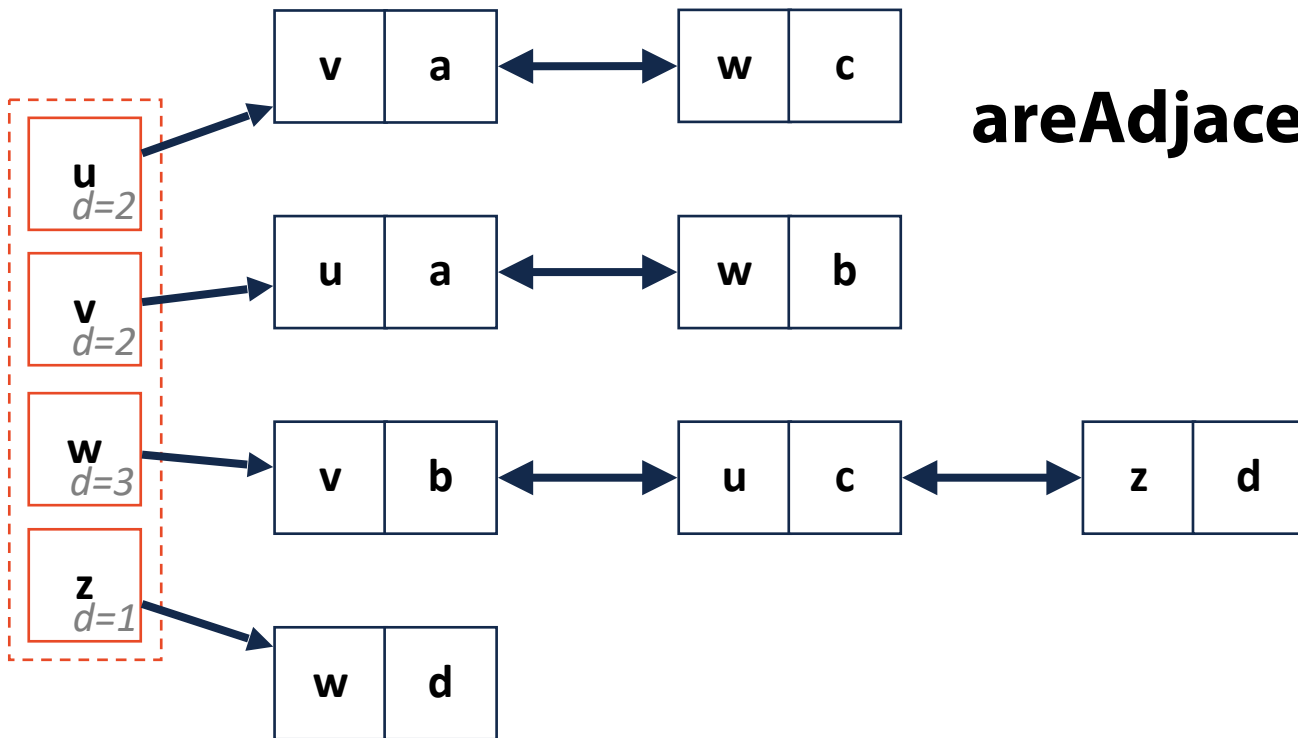 v a w c
areAdjace
u
d=2
u a w b
v
d=2
w
d=3
v b u c z d
z
d=1
w d